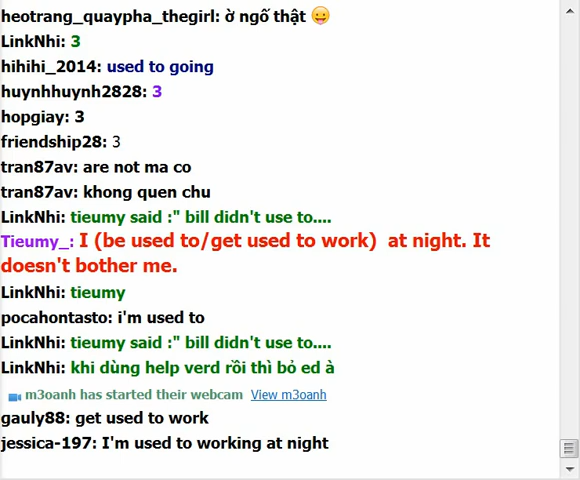 heotrang_quaypha_thegirl: ờ ngố thật
LinkNhi: 3
hihihi_2014: used to going
huynhhuynh2828: 3
hopgiay: 3
friendship28: 3
tran87av: are not ma co
tran87av: khong quen chu
LinkNhi: tieumy said :" bill didn't use to....
Tieumy_: I (be used to/get used to work)  at night. It
doesn't bother me.
LinkNhi: tieumy
pocahontasto: i'm used to
LinkNhi: tieumy said :" bill didn't use to....
LinkNhi: khi dùng help verd rồi thì bỏ ed à
m3oanh has started their webcam  View m3oanh
gauly88: get used to work
jessica-197: I'm used to working at night